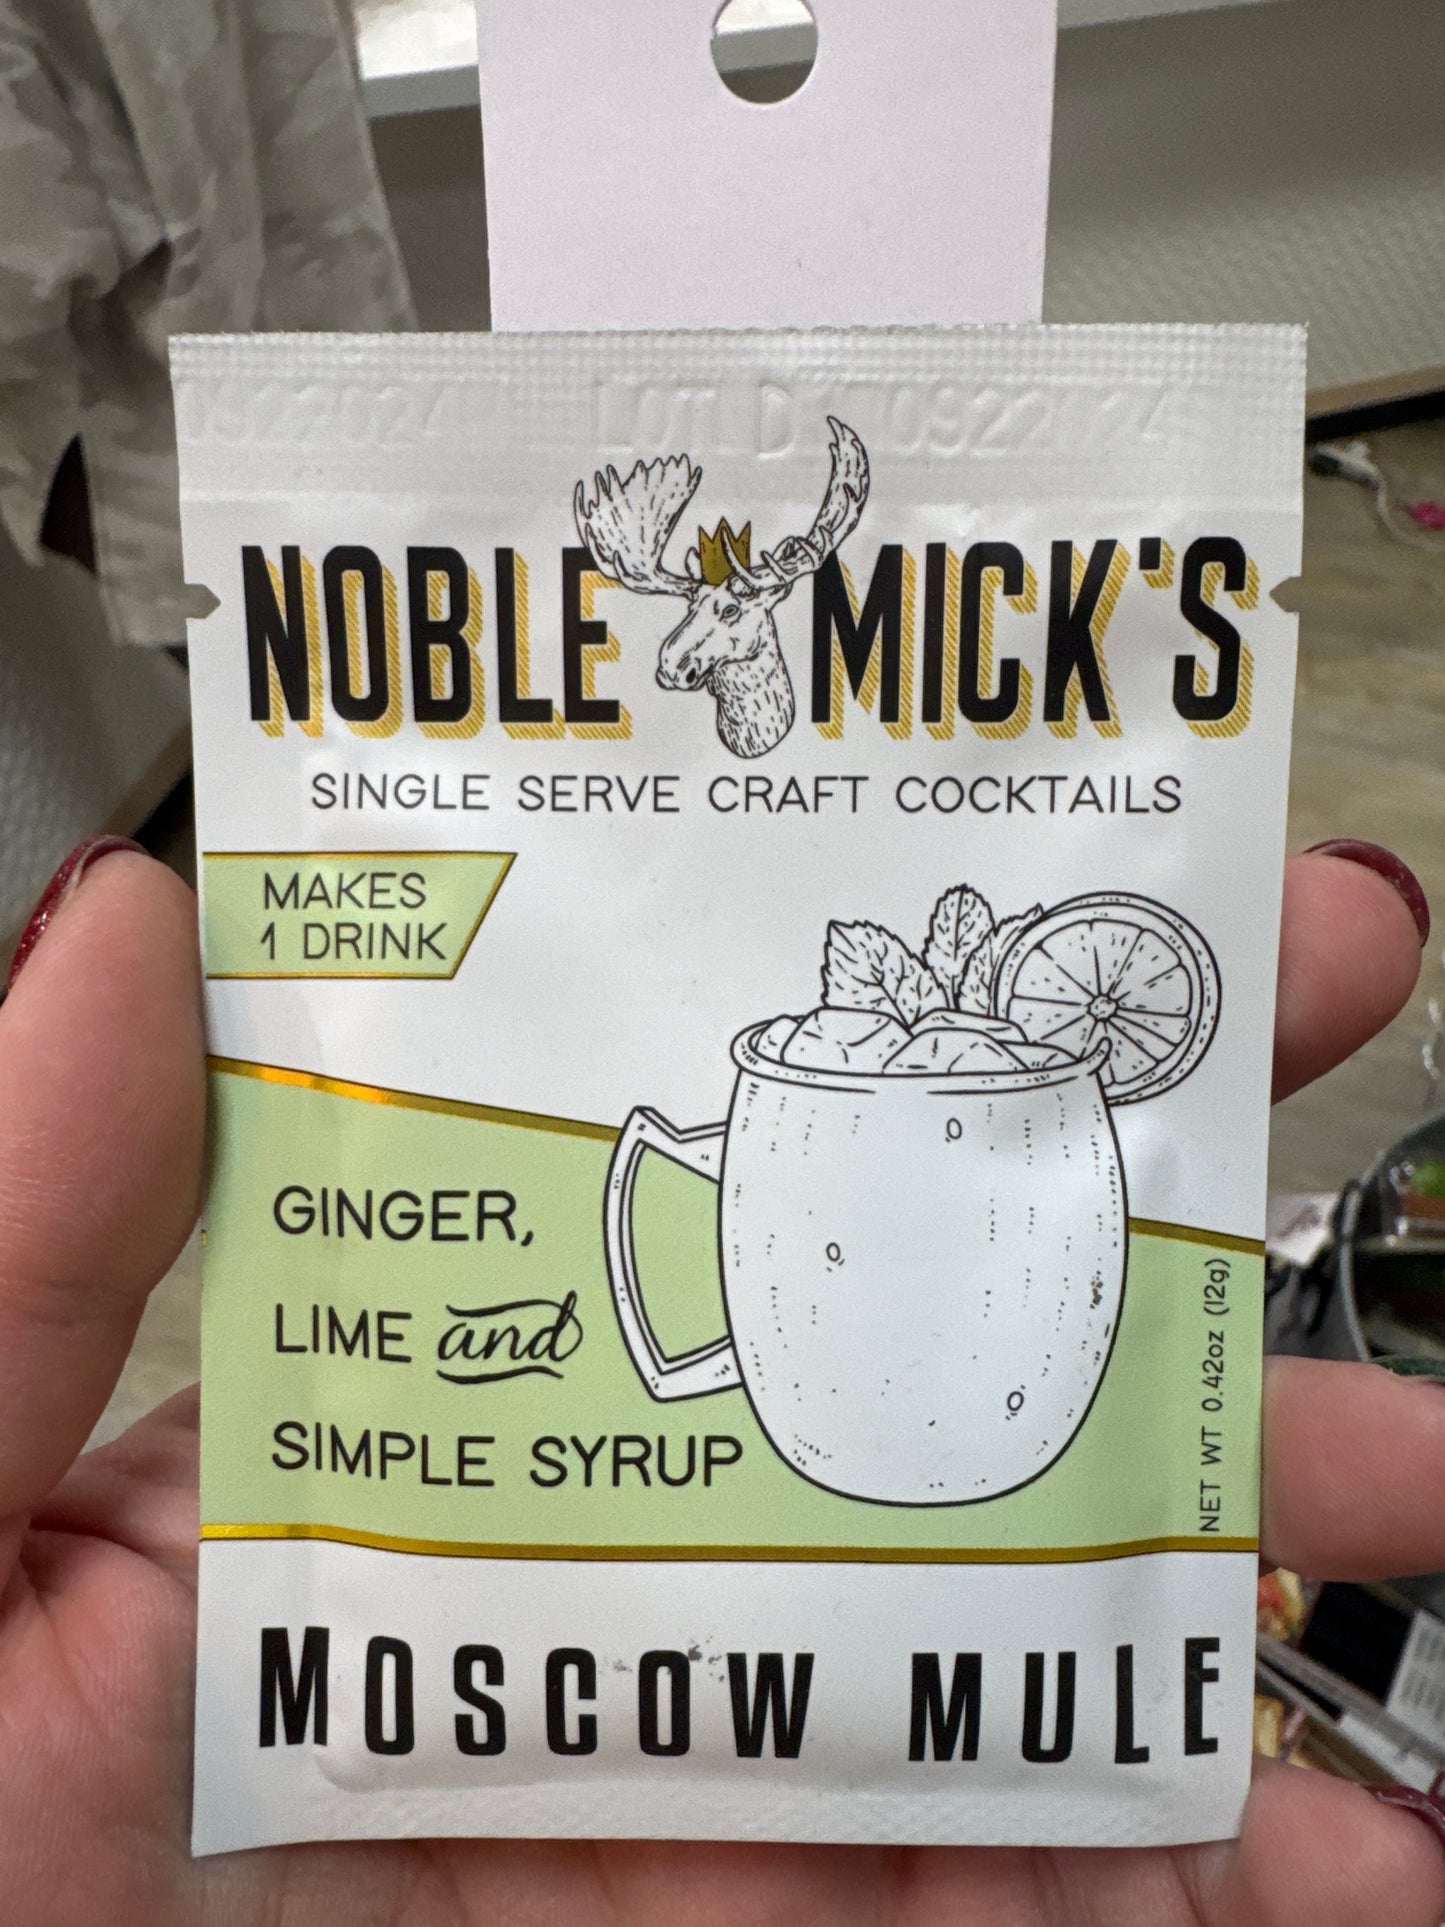 NOBLE MICK'S
SINGLE SERVE CRAFT COCKTAILS
MAKES
1 DRINK
GINGER,
LIME and
SIMPLE SYRUP
NET WT 0.42oz (12g)
MOSCOW MULE